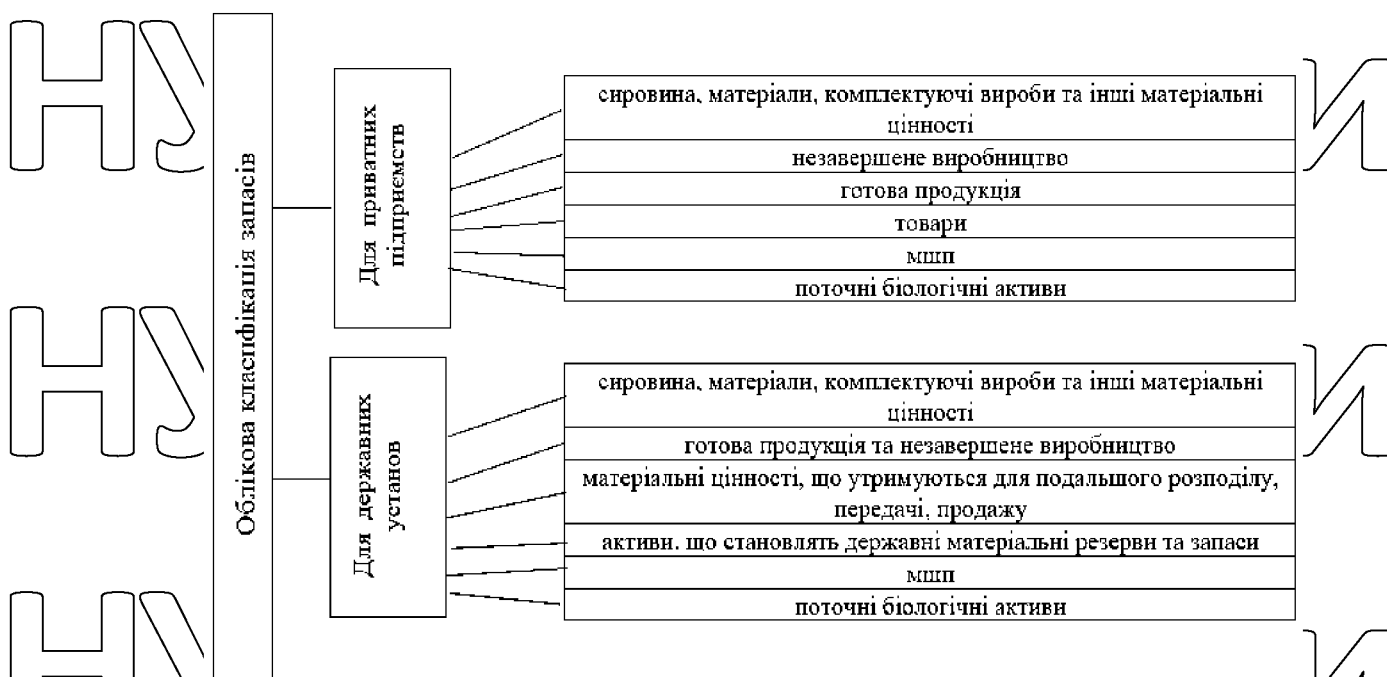 Облікова класифікація запасів
Для приватних
підприємств
сировина, матеріали, комплектуючі вироби та інші матеріальні
цінності
незавершене виробництво
готова продукція
товари
мшп
поточні біологічні активи
Для державних
установ
сировина, матеріали, комплектуючі вироби та інші матеріальні
цінності
готова продукція та незавершене виробництво
матеріальні цінності, що утримуються для подальшого розподілу,
передачі, продажу
активи, що становлять державні матеріальні резерви та запаси
мшп
поточні біологічні активи